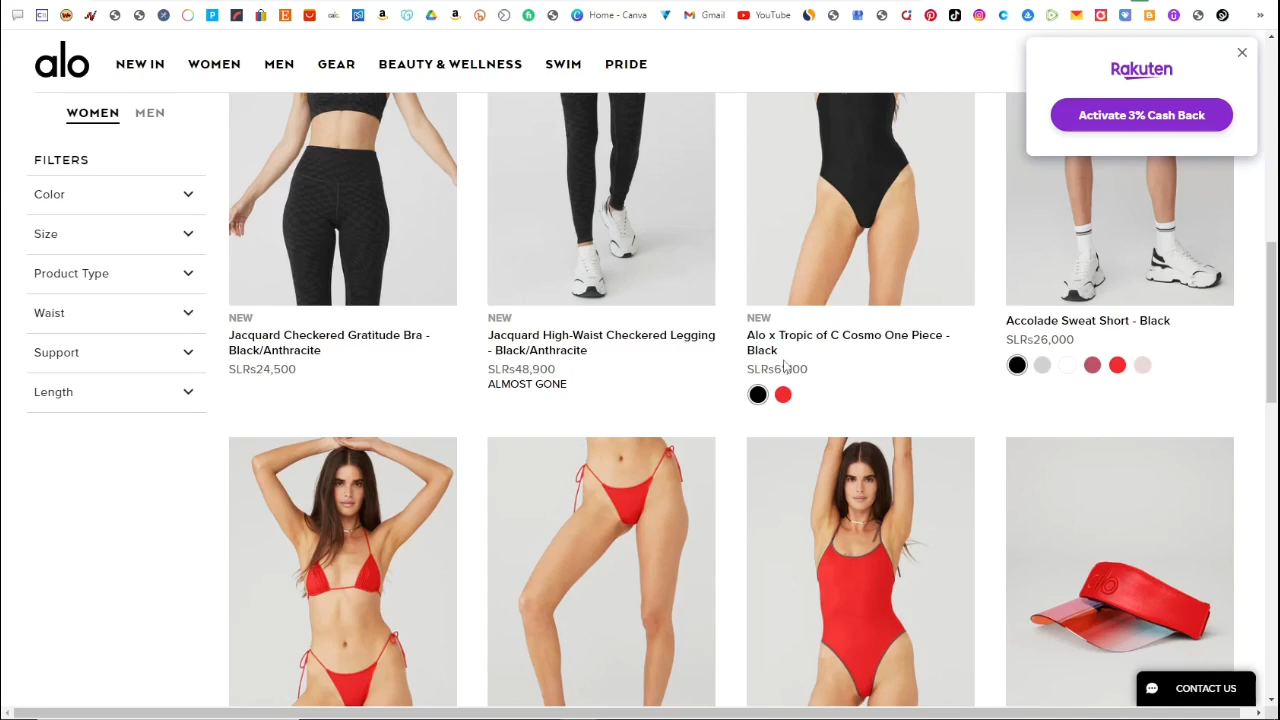 Home - Canva
Gmail
YouTube
alo
NEW IN WOMEN MEN GEAR BEAUTY & WELLNESS SWIM PRIDE
Rakuten
Activate 3% Cash Back
WOMEN MEN
FILTERS
Color
Size
Product Type
Waist
Support
Length
NEW
Jacquard Checkered Gratitude Bra -
Black/Anthracite
SLRs24,500
NEW
Jacquard High-Waist Checkered Legging
- Black/Anthracite
SLRs48,900
ALMOST GONE
NEW
Alo x Tropic of C Cosmo One Piece -
Black
Accolade Sweat Short - Black
SLRs26,000
alo
CONTACT US